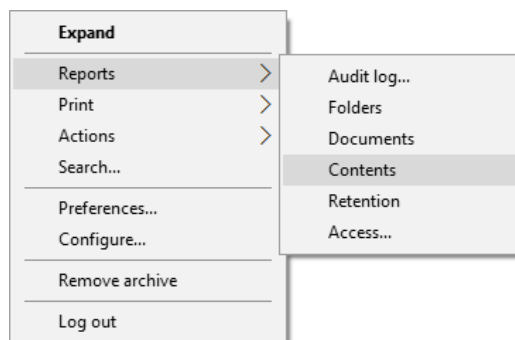 Expand
Reports
Print
Actions
Search...
Preferences...
Configure...
Remove archive
Log out
Audit log...
Folders
Documents
Contents
Retention
Access...